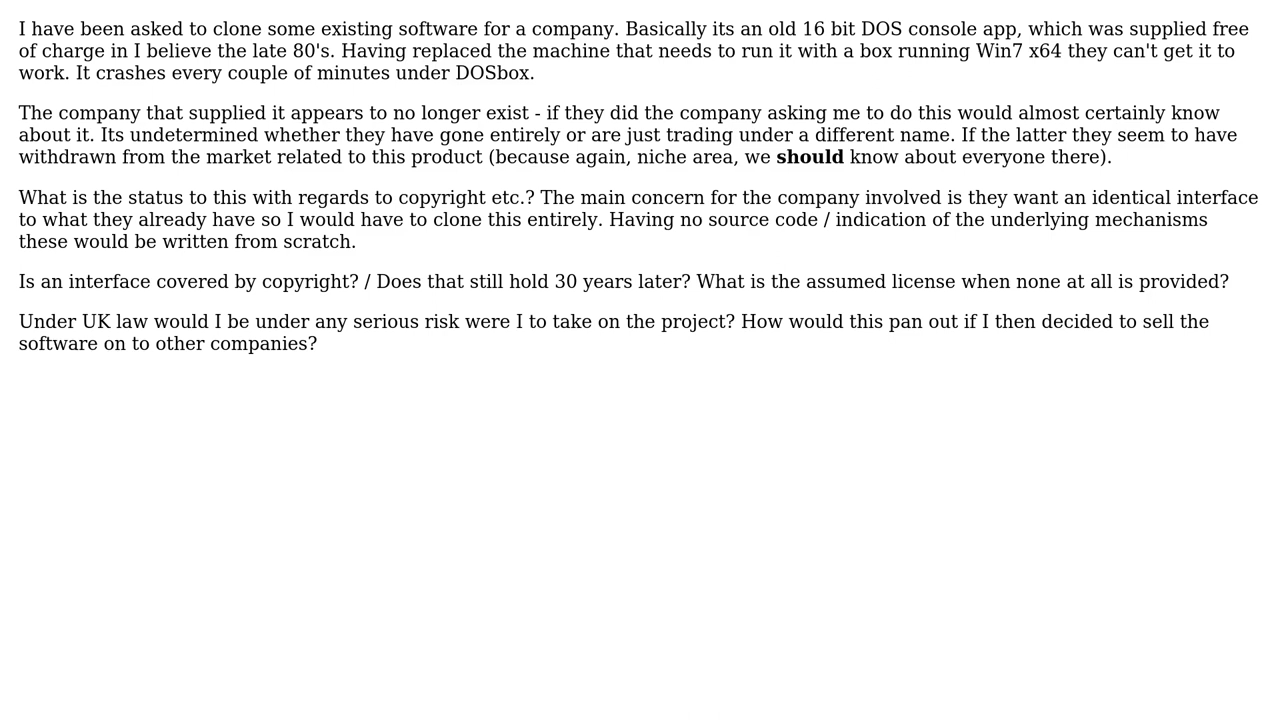 I have been asked to clone some existing software for a company. Basically its an old 16 bit DOS console app, which was supplied free
of charge in I believe the late 80's. Having replaced the machine that needs to run it with a box running Win7 x64 they can't get it to
work. It crashes every couple of minutes under DOSbox.
The company that supplied it appears to no longer exist - if they did the company asking me to do this would almost certainly know
about it. Its undetermined whether they have gone entirely or are just trading under a different name. If the latter they seem to have
withdrawn from the market related to this product (because again, niche area, we should know about everyone there).
What is the status to this with regards to copyright etc.? The main concern for the company involved is they want an identical interface
to what they already have so I would have to clone this entirely. Having no source code / indication of the underlying mechanisms
these would be written from scratch.
Is an interface covered by copyright? / Does that still hold 30 years later? What is the assumed license when none at all is provided?
Under UK law would I be under any serious risk were I to take on the project? How would this pan out if I then decided to sell the
software on to other companies?